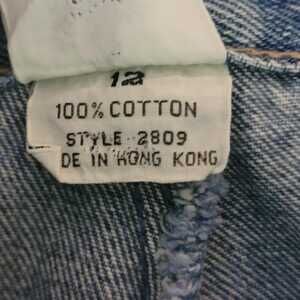 12
100% COTTON
STYLE 2809
DE IN HONG KONG